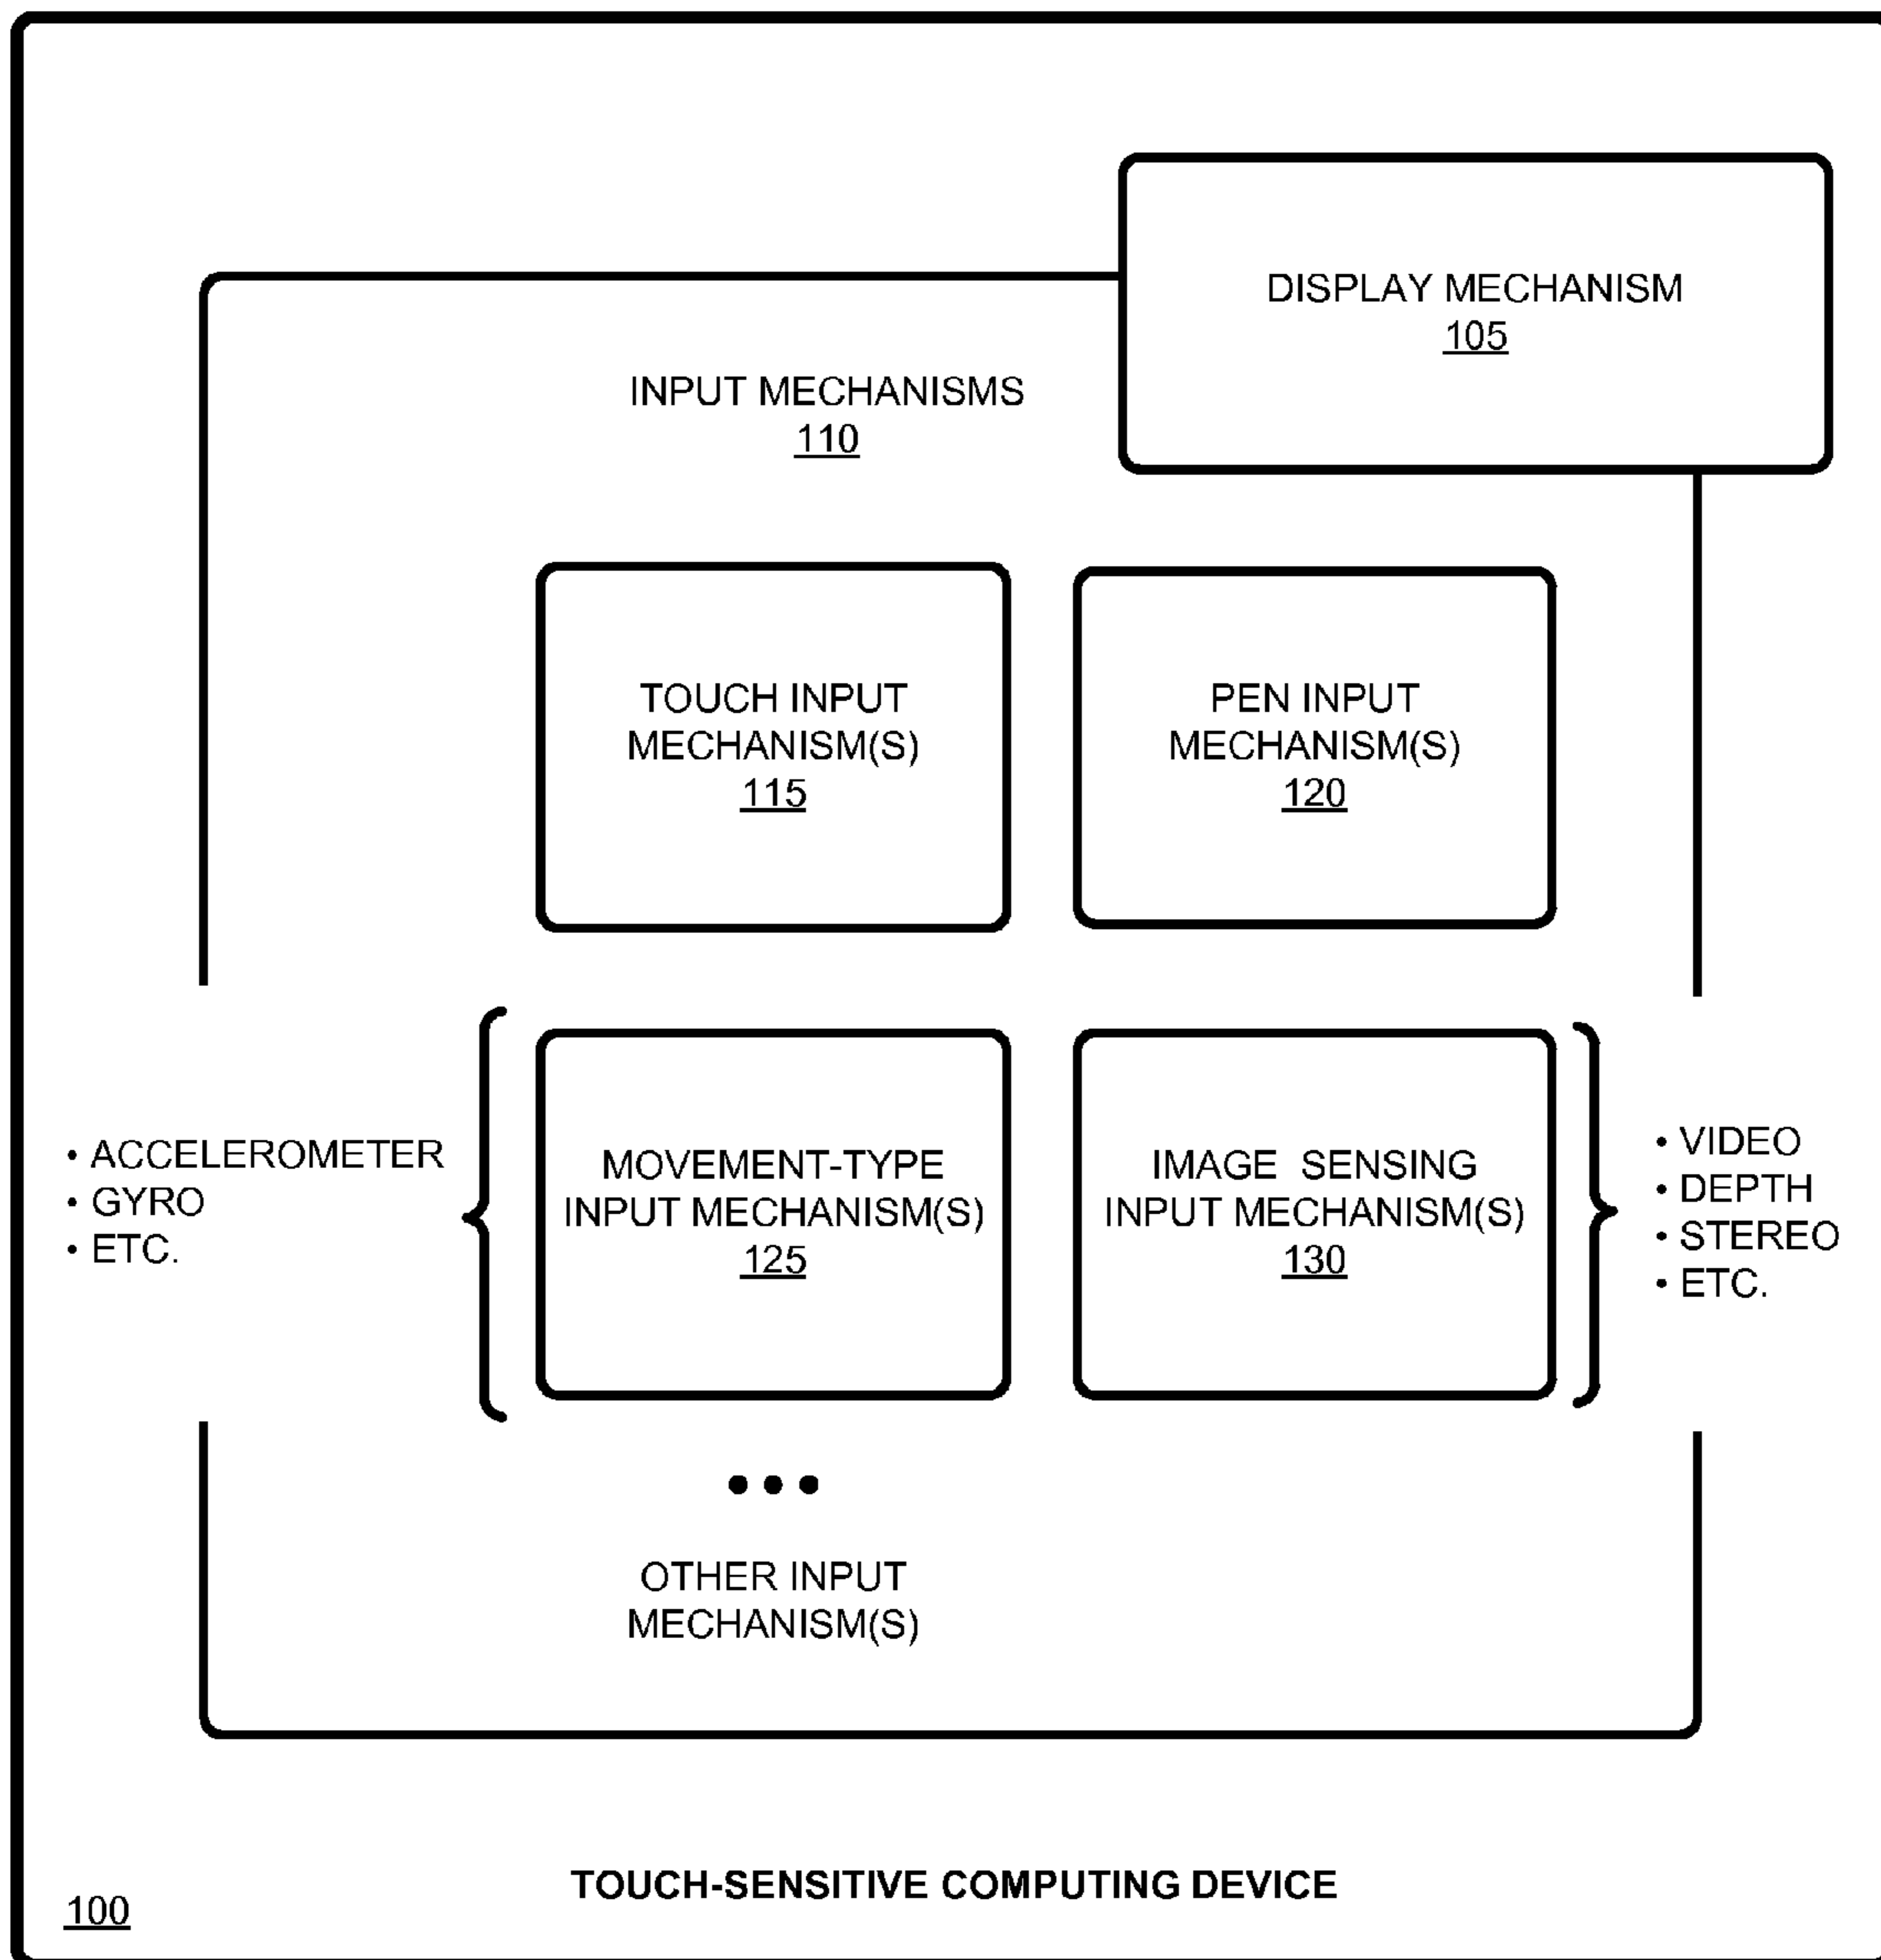 DISPLAY MECHANISM
105
INPUT MECHANISMS
110
TOUCH INPUT
MECHANISM(S)
115
PEN INPUT
MECHANISM(S)
120
• ACCELEROMETER
• GYRO
• ETC.
MOVEMENT-TYPE
INPUT MECHANISM(S)
125
IMAGE SENSING
INPUT MECHANISM(S)
130
• VIDEO
• DEPTH
• STEREO
• ETC.
•••
OTHER INPUT
MECHANISM(S)
TOUCH-SENSITIVE COMPUTING DEVICE
100